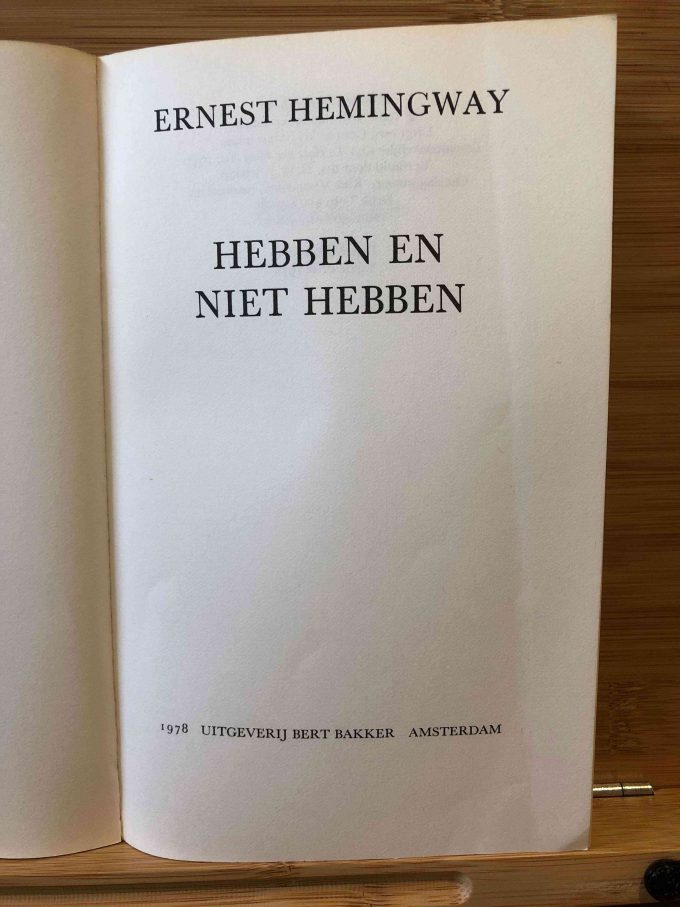 ERNEST HEMINGWAY
HEBBEN EN
NIET HEBBEN
1978 UITGEVERIJ BERT BAKKER AMSTERDAM